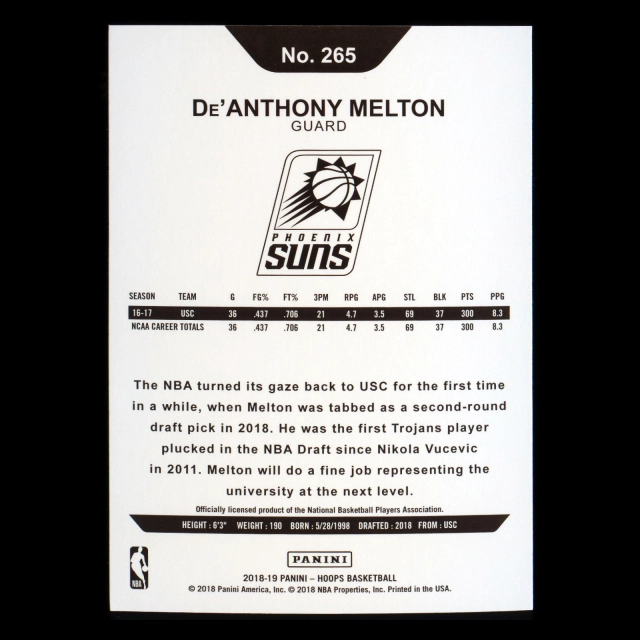 No. 265
DE'ANTHONY MELTON
GUARD
PHOENIX
SUNS
SEASON TEAM G FG% FT% 3PM RPG APG STL BLK PTS PPG
16-17 USC 36 .437 .706 21 4.7 3.5 69 37 300 8.3
NCAA CAREER TOTALS 36 .437 .706 21 4.7 3.5 69 37 300 8.3
The NBA turned its gaze back to USC for the first time
in a while, when Melton was tabbed as a second-round
draft pick in 2018. He was the first Trojans player
plucked in the NBA Draft since Nikola Vucevic
in 2011. Melton will do a fine job representing the
university at the next level.
Officially licensed product of the National Basketball Players Association.
HEIGHT : 6'3" WEIGHT : 190 BORN : 5/28/1998 DRAFTED : 2018 FROM : USC
NBA
PANINI
2018-19 PANINI – HOOPS BASKETBALL
© 2018 Panini America, Inc. © 2018 NBA Properties, Inc. Printed in the USA.